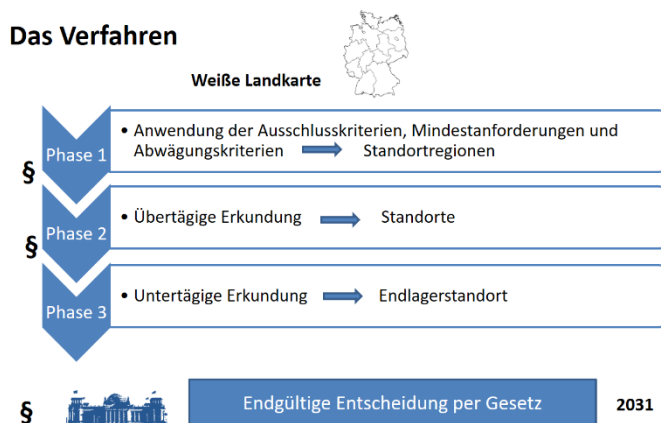 Das Verfahren
Weiße Landkarte
Phase 1
• Anwendung der Ausschlusskriterien, Mindestanforderungen und
Abwägungskriterien Standortregionen
§
Phase 2
• Übertägige Erkundung Standorte
§
Phase 3
• Untertägige Erkundung Endlagerstandort
§
Endgültige Entscheidung per Gesetz 2031